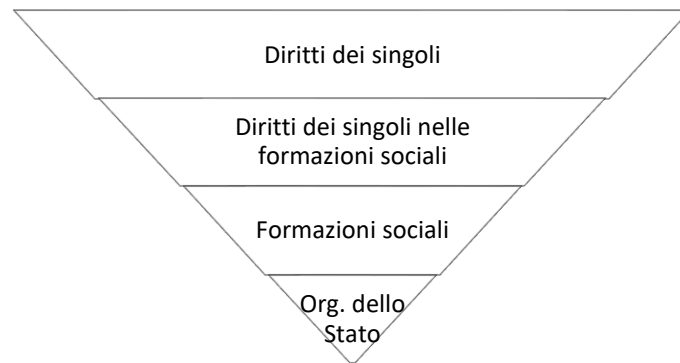 Diritti dei singoli
Diritti dei singoli nelle
formazioni sociali
Formazioni sociali
Org. dello
Stato